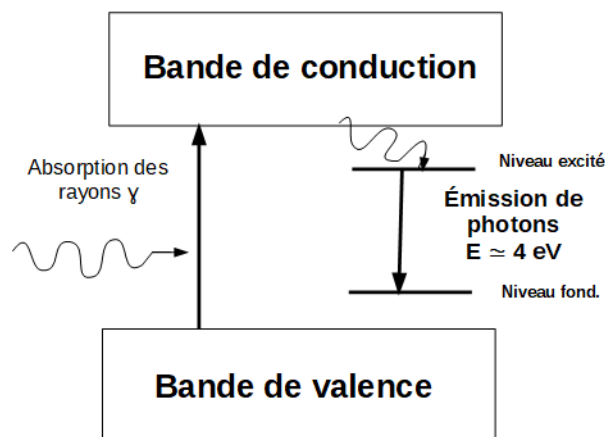 Bande de conduction
Absorption des
rayons ɣ
Niveau excité
Émission de
photons
E ≃ 4 eV
Niveau fond.
Bande de valence